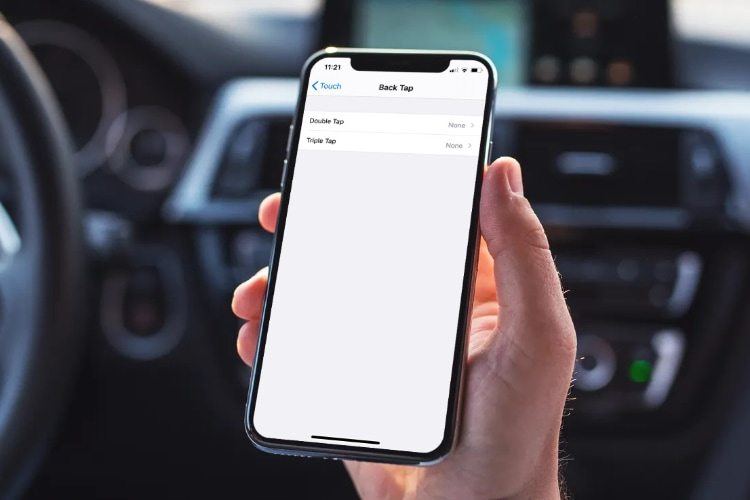 11:21
Touch
Back Tap
Double Tap None
Triple Tap None